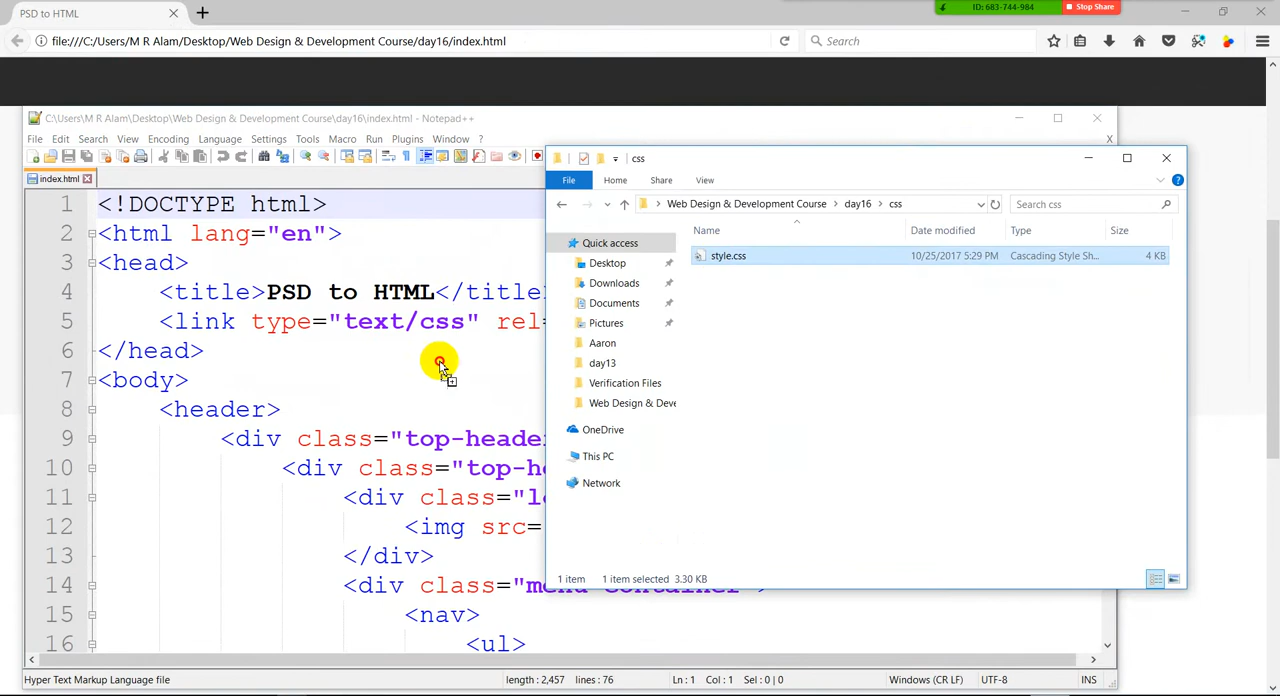 PSD to HTML
ID: 683-744-984
Stop Share
file:///C:/Users/M R Alam/Desktop/Web Design & Development Course/day16/index.html
Search
C:\Users\M R Alam\Desktop\Web Design & Development Course\day16\index.html - Notepad++
File Edit Search View Encoding Language Settings Tools Macro Run Plugins Window ? X
index.html
1 <!DOCTYPE html>
2 <html lang="en">
3 <head>
4 <title>PSD to HTML</title
5 <link type="text/css" rel=
6 </head>
7 <body>
8 <header>
9 <div class="top-heade
10 <div class="top-h
11 <div class="l
12 <img src=
13 </div>
14 <div class="menu-container">
15 <nav>
16 <ul>
css
File Home Share View
Web Design & Development Course > day16 > css
Search css
Name Date modified Type Size
style.css 10/25/2017 5:29 PM Cascading Style Sh... 4 KB
Quick access
Desktop
Downloads
Documents
Pictures
Aaron
day13
Verification Files
Web Design & Deve
OneDrive
This PC
Network
1 item 1 item selected 3.30 KB
Hyper Text Markup Language file length : 2,457 lines : 76 Ln : 1 Col : 1 Sel : 0 | 0 Windows (CR LF) UTF-8 INS